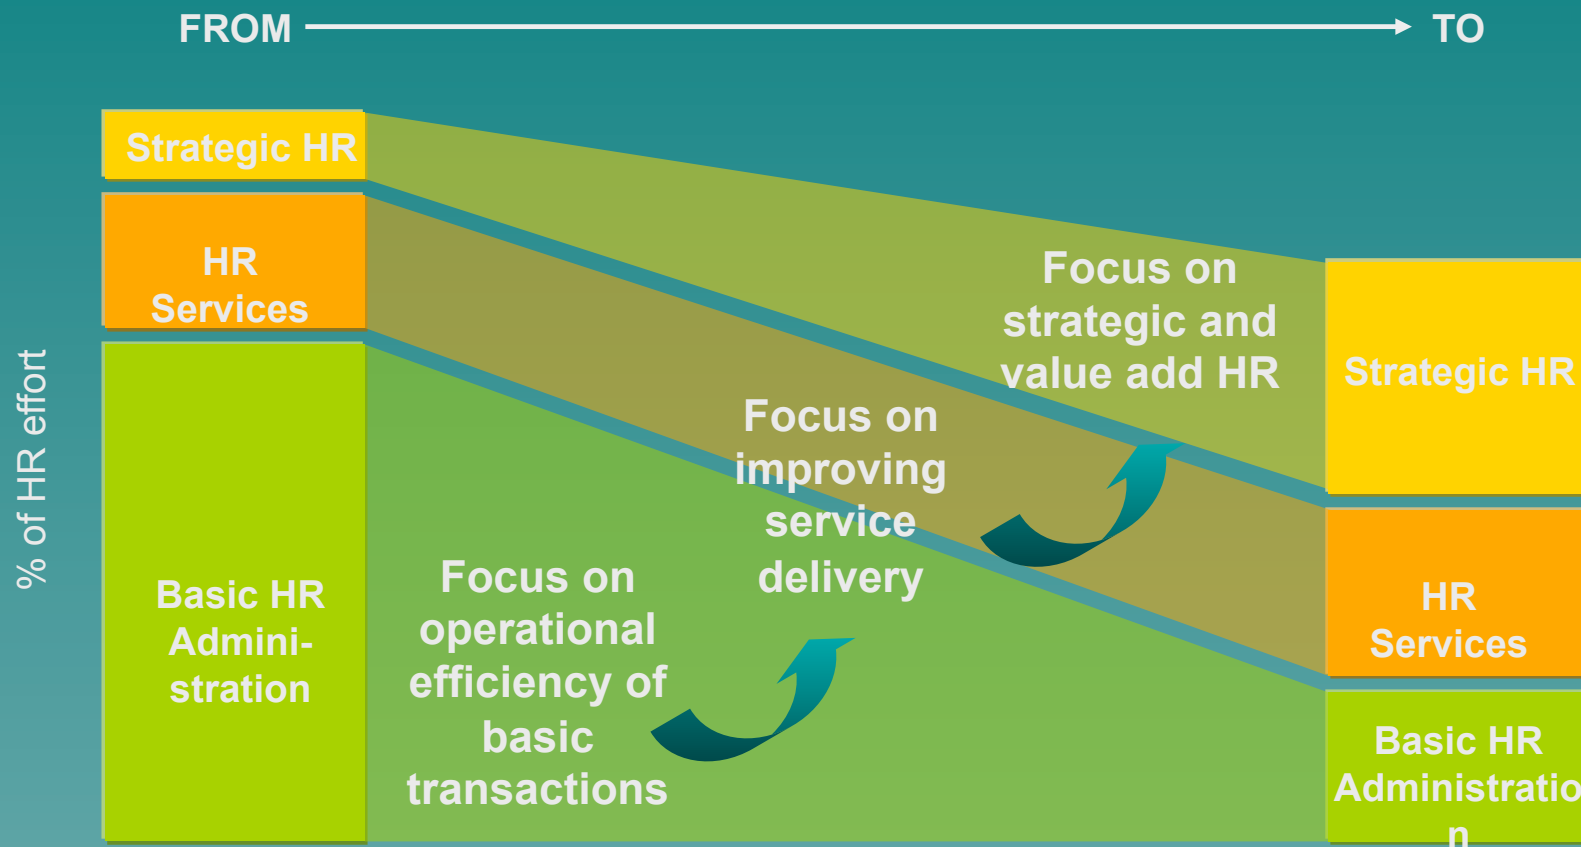 FROM
TO
Strategic HR
HR
Services
Basic HR
Admini-
stration
% of HR effort
Focus on
operational
efficiency of
basic
transactions
Focus on
improving
service
delivery
Focus on
strategic and
value add HR
Strategic HR
HR
Services
Basic HR
Administratio
n